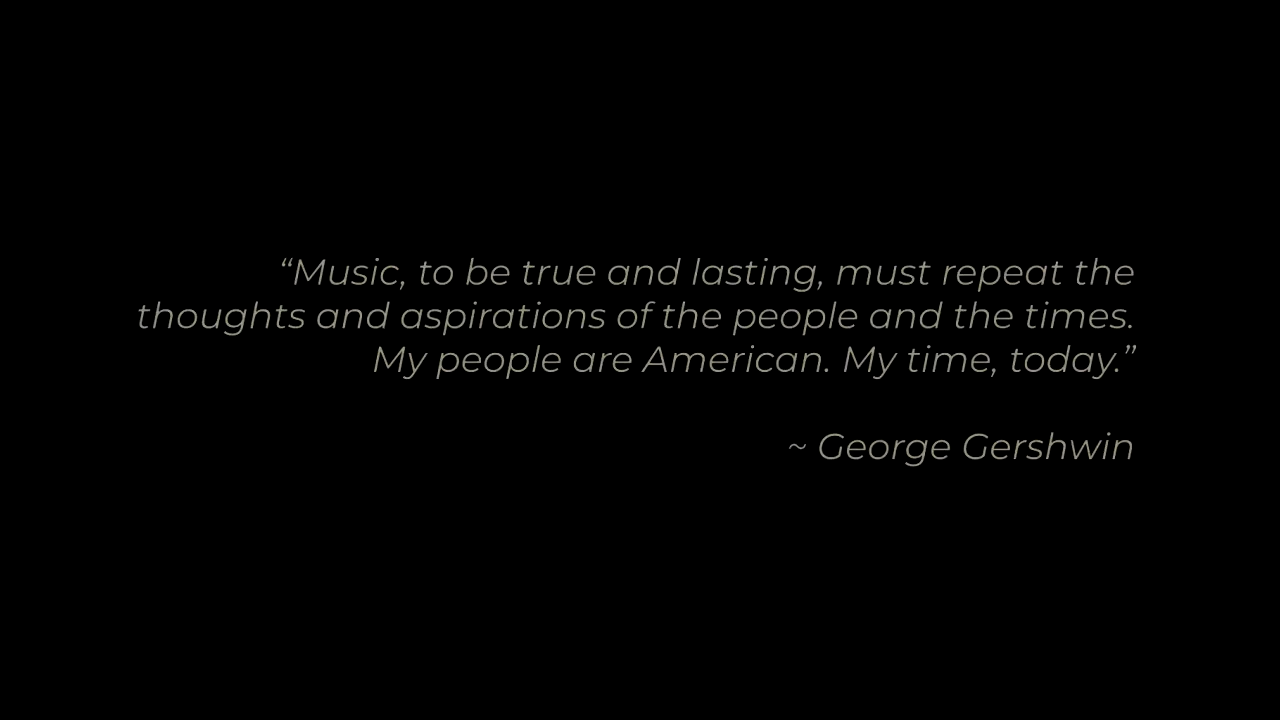 “Music, to be true and lasting, must repeat the
thoughts and aspirations of the people and the times.
My people are American. My time, today.”
~ George Gershwin